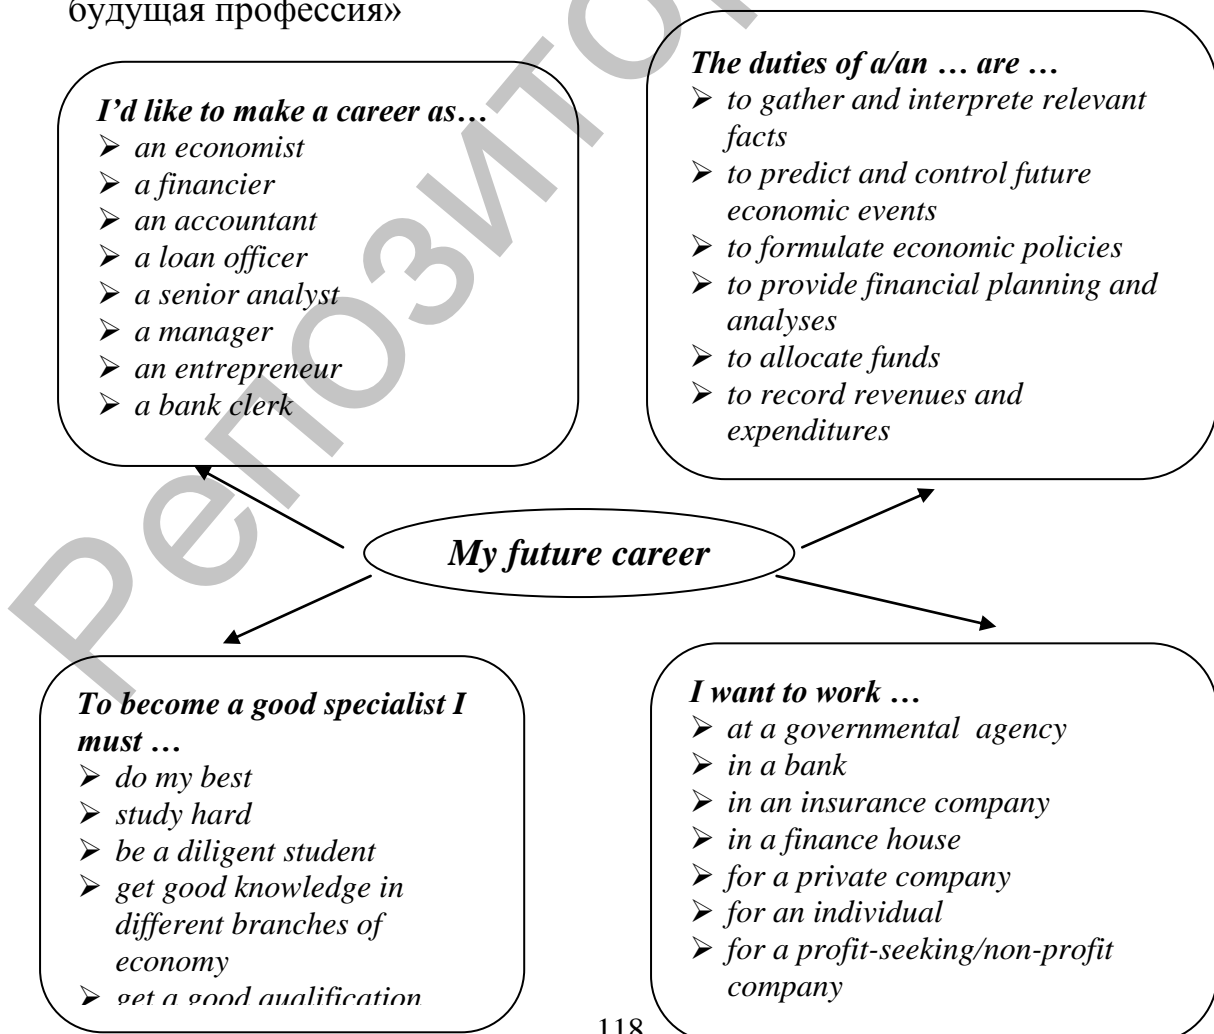 будущая профессия»
I’d like to make a career as…
➢ an economist
➢ a financier
➢ an accountant
➢ a loan officer
➢ a senior analyst
➢ a manager
➢ an entrepreneur
➢ a bank clerk
The duties of a/an … are …
➢ to gather and interprete relevant
facts
➢ to predict and control future
economic events
➢ to formulate economic policies
➢ to provide financial planning and
analyses
➢ to allocate funds
➢ to record revenues and
expenditures
My future career
To become a good specialist I
must …
➢ do my best
➢ study hard
➢ be a diligent student
➢ get good knowledge in
different branches of
economy
➢ get a good qualification
I want to work …
➢ at a governmental agency
➢ in a bank
➢ in an insurance company
➢ in a finance house
➢ for a private company
➢ for an individual
➢ for a profit-seeking/non-profit
company
118
Репозито